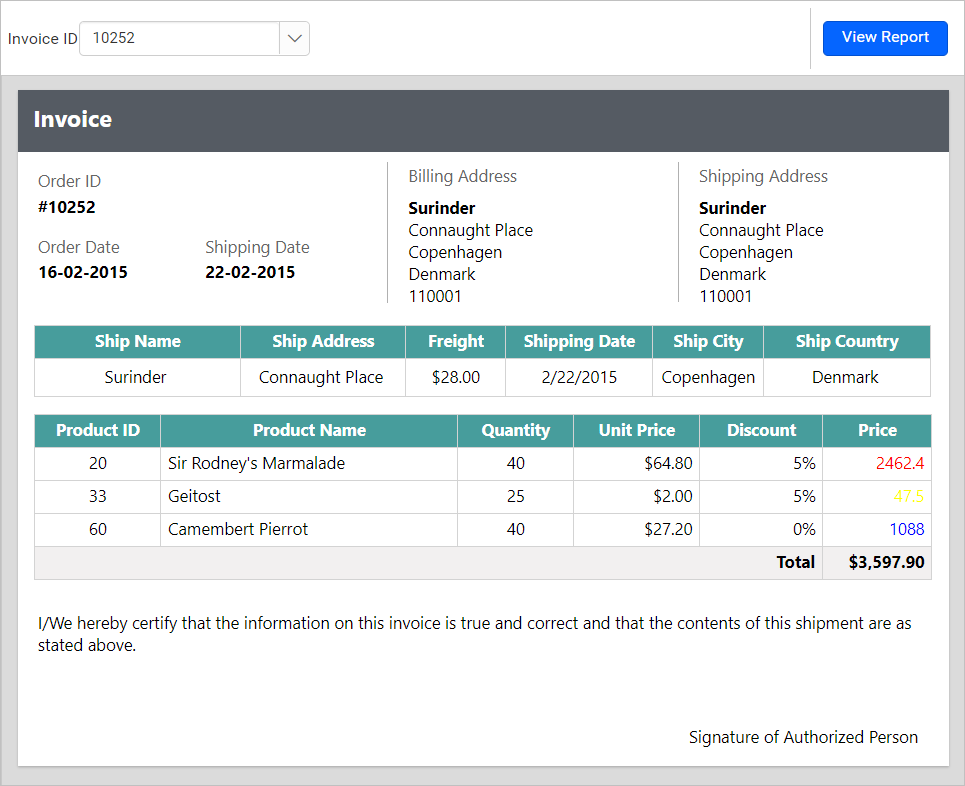 Invoice ID 10252 View Report
Invoice
Order ID
#10252
Order Date Shipping Date
16-02-2015 22-02-2015
Billing Address
Surinder
Connaught Place
Copenhagen
Denmark
110001
Shipping Address
Surinder
Connaught Place
Copenhagen
Denmark
110001
Ship Name Ship Address Freight Shipping Date Ship City Ship Country
Surinder Connaught Place $28.00 2/22/2015 Copenhagen Denmark
Product ID Product Name Quantity Unit Price Discount Price
20 Sir Rodney's Marmalade 40 $64.80 5% 2462.4
33 Geitost 25 $2.00 5% 47.5
60 Camembert Pierrot 40 $27.20 0% 1088
Total $3,597.90
I/We hereby certify that the information on this invoice is true and correct and that the contents of this shipment are as
stated above.
Signature of Authorized Person